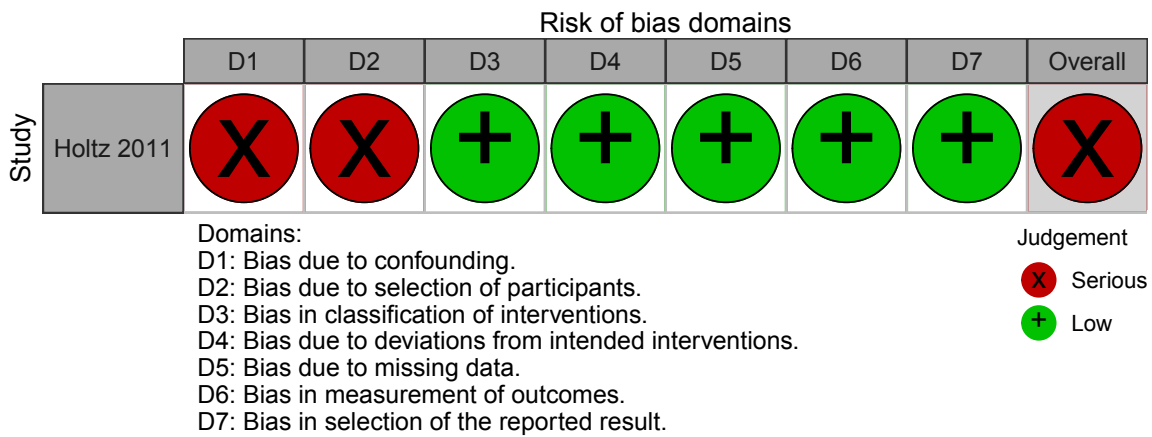 Risk of bias domains
D1 D2 D3 D4 D5 D6 D7 Overall
Study
Holtz 2011 X X + + + + + X
Domains:
D1: Bias due to confounding.
D2: Bias due to selection of participants.
D3: Bias in classification of interventions.
D4: Bias due to deviations from intended interventions.
D5: Bias due to missing data.
D6: Bias in measurement of outcomes.
D7: Bias in selection of the reported result.
Judgement
X Serious
+ Low